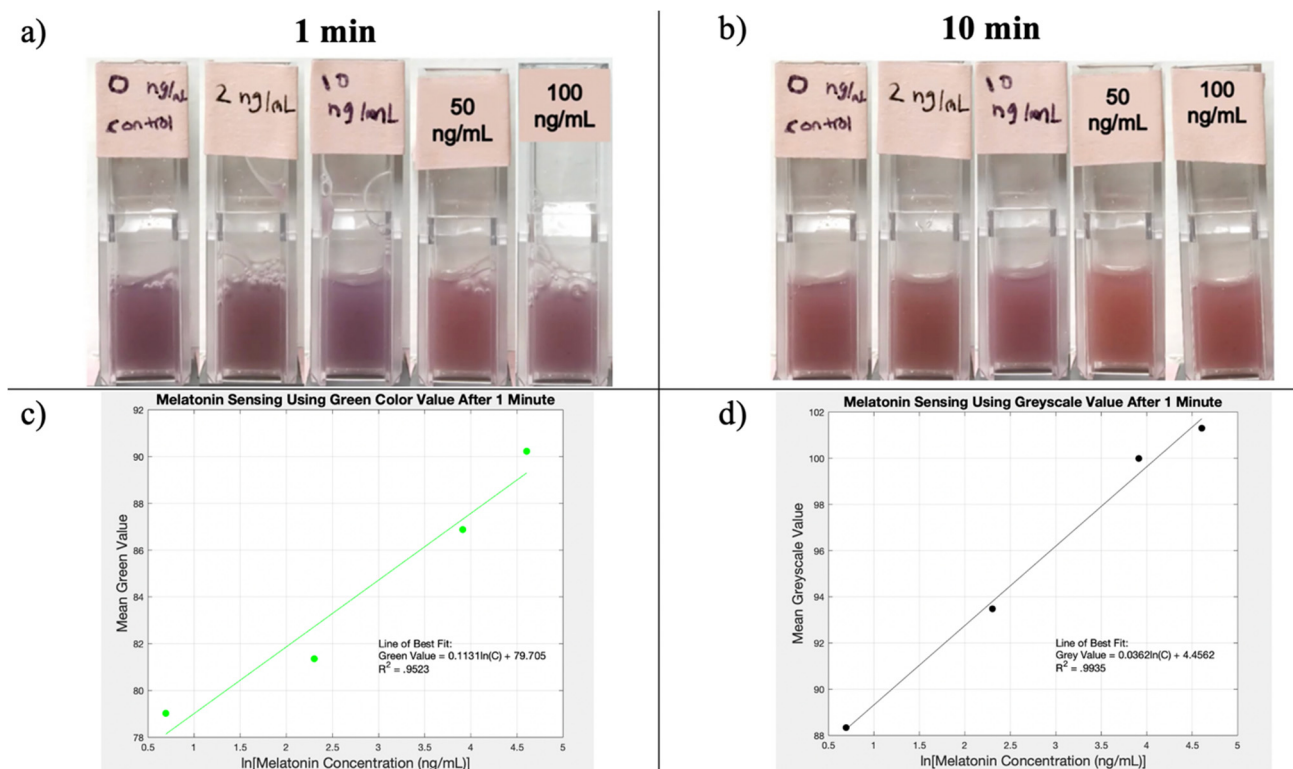 a)
1 min
0 ng/mL
control
2 ng/mL
10
ng/mL
50
ng/mL
100
ng/mL
b)
10 min
0 ng/mL
control
2 ng/mL
10
ng/mL
50
ng/mL
100
ng/mL
c)
Melatonin Sensing Using Green Color Value After 1 Minute
92
90
88
86
84
82
80
78
Mean Green Value
Line of Best Fit:
Green Value = 0.1131ln(C) + 79.705
R² = .9523
0.5 1 1.5 2 2.5 3 3.5 4 4.5 5
ln[Melatonin Concentration (ng/mL)]
d)
Melatonin Sensing Using Greyscale Value After 1 Minute
102
100
98
96
94
92
90
88
Mean Greyscale Value
Line of Best Fit:
Grey Value = 0.0362ln(C) + 4.4562
R² = .9935
0.5 1 1.5 2 2.5 3 3.5 4 4.5 5
ln[Melatonin Concentration (ng/mL)]